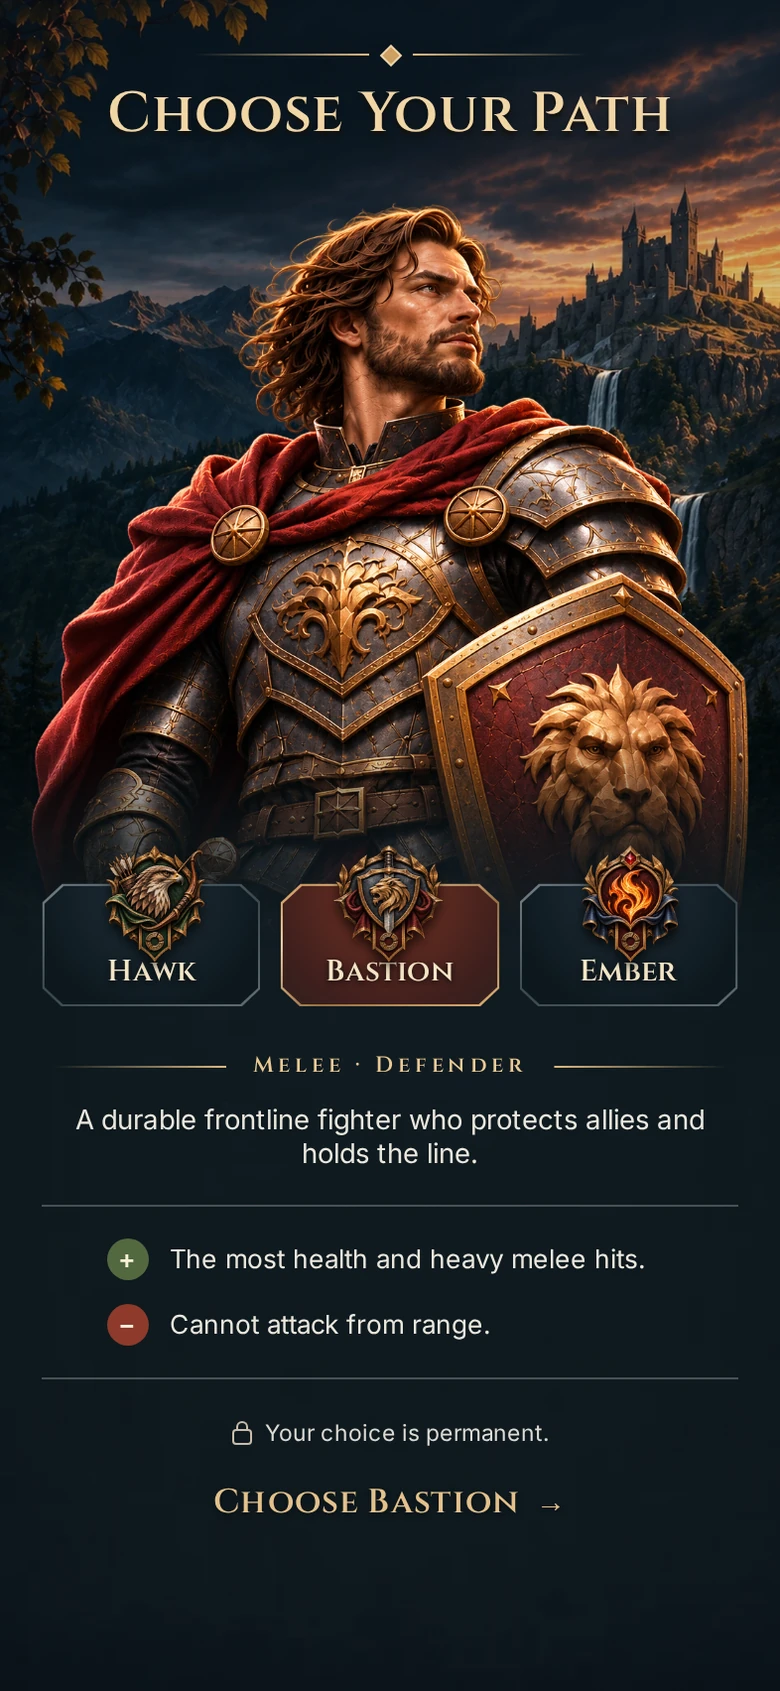 Choose Your Path
Hawk
Bastion
Ember
Melee · Defender
A durable frontline fighter who protects allies and
holds the line.
+ The most health and heavy melee hits.
– Cannot attack from range.
Your choice is permanent.
Choose Bastion →